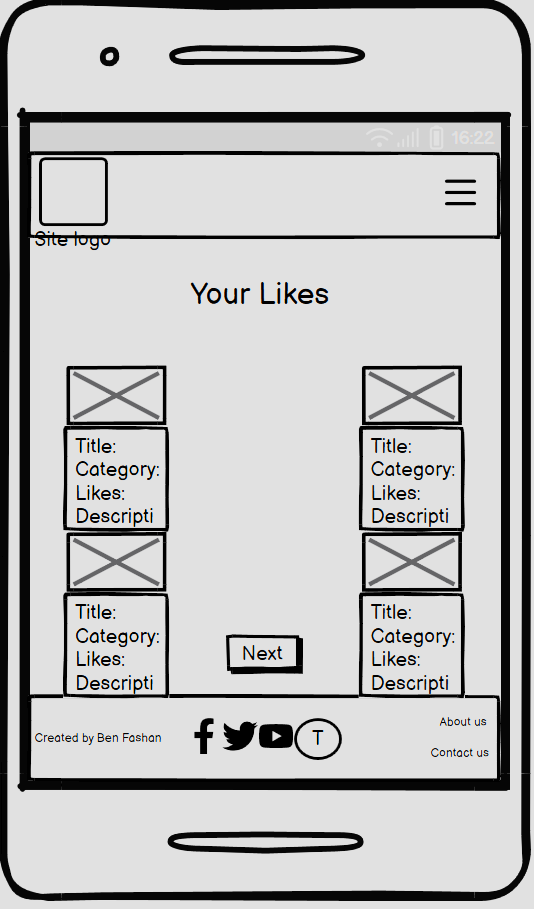 16:22
Site logo
Your Likes
Title:
Category:
Likes:
Descripti
Title:
Category:
Likes:
Descripti
Title:
Category:
Likes:
Descripti
Title:
Category:
Likes:
Descripti
Next
Created by Ben Fashan
T
About us
Contact us